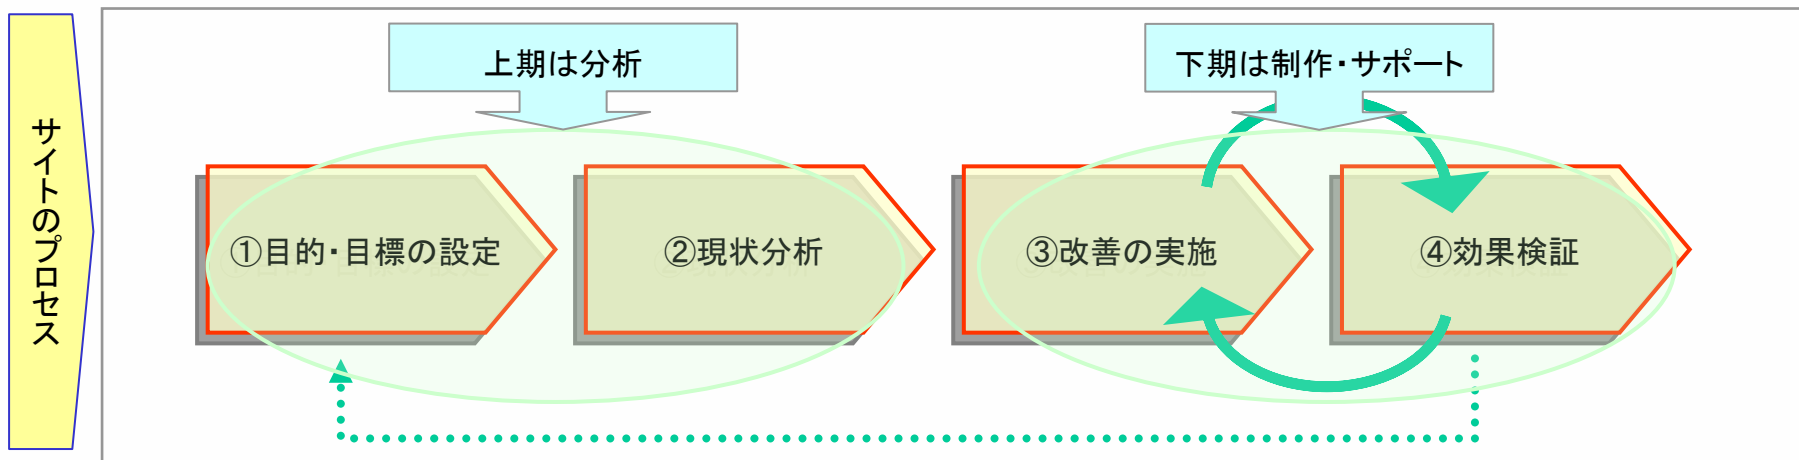 サイトのプロセス
上期は分析
下期は制作・サポート
①目的・目標の設定
②現状分析
③改善の実施
④効果検証